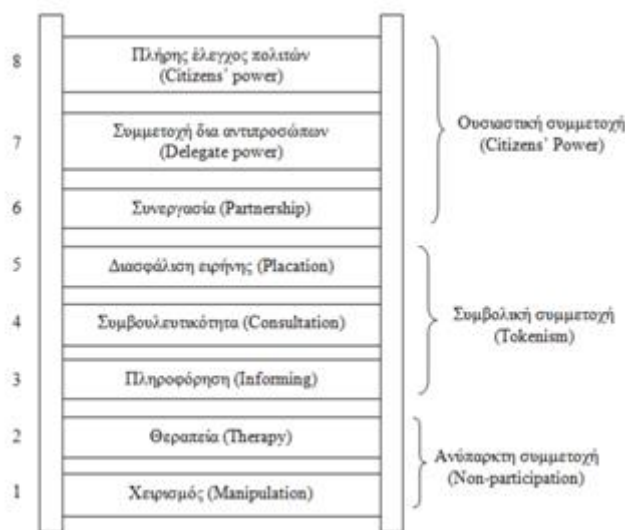 8
Πλήρης έλεγχος πολιτών
(Citizens΄ power)
7
Συμμετοχή δια αντιπροσώπων
(Delegate power)
6
Συνεργασία (Partnership)
Ουσιαστική συμμετοχή
(Citizens΄ Power)
5
Διασφάλιση ειρήνης (Placation)
4
Συμβουλευτικότητα (Consultation)
3
Πληροφόρηση (Informing)
Συμβολική συμμετοχή
(Tokenism)
2
Θεραπεία (Therapy)
1
Χειρισμός (Manipulation)
Ανύπαρκτη συμμετοχή
(Non-participation)